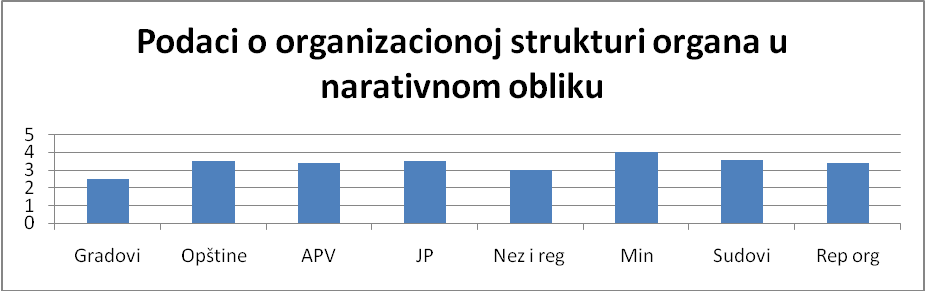 Podaci o organizacionoj strukturi organa u
narativnom obliku
5
4
3
2
1
0
Gradovi Opštine APV JP Nez i reg Min Sudovi Rep org